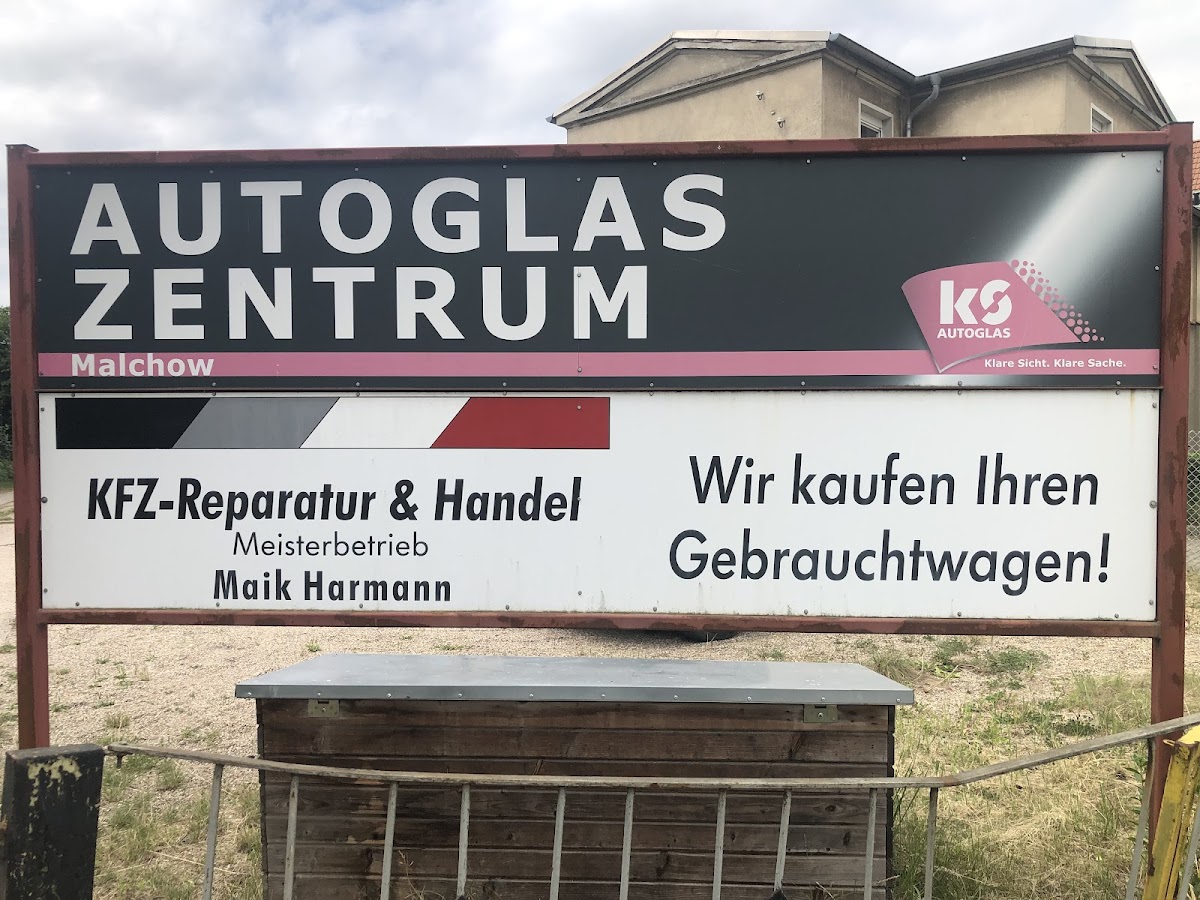 AUTOGLAS
ZENTRUM
Malchow
kS
AUTOGLAS
Klare Sicht. Klare Sache.
KFZ-Reparatur & Handel
Meisterbetrieb
Maik Harmann
Wir kaufen Ihren
Gebrauchtwagen!